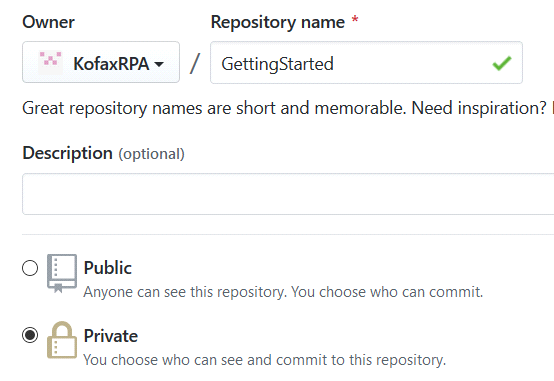 Owner
Repository name *
KofaxRPA / GettingStarted
Great repository names are short and memorable. Need inspiration?
Description (optional)
Public
Anyone can see this repository. You choose who can commit.
Private
You choose who can see and commit to this repository.